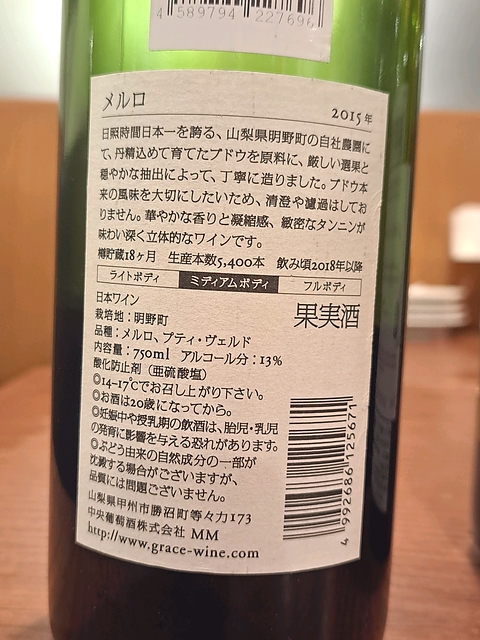 4 589794 227696
メルロ
2015年
日照時間日本一を誇る、山梨県明野町の自社農園に
て、丹精込めて育てたブドウを原料に、厳しい選果と
穏やかな抽出によって、丁寧に造りました。ブドウ本
来の風味を大切にしたいため、清澄や濾過はしてお
りません。華やかな香りと凝縮感、緻密なタンニンが
味わい深く立体的なワインです。
樽貯蔵18ヶ月 生産本数5,400本 飲み頃2018年以降
ライトボディ ミディアムボディ フルボディ
日本ワイン
果実酒
栽培地：明野町
品種：メルロ、プティ・ヴェルド
内容量：750ml アルコール分：13%
酸化防止剤（亜硫酸塩）
◎14-17℃でお召し上がり下さい。
◎お酒は20歳になってから。
◎妊娠中や授乳期の飲酒は、胎児・乳児
の発育に影響を与える恐れがあります。
◎ぶどう由来の自然成分の一部が
沈澱する場合がございますが、
品質には問題ございません。
山梨県甲州市勝沼町等々力173
中央葡萄酒株式会社 MM
http://www.grace-wine.com
4 992686 125671